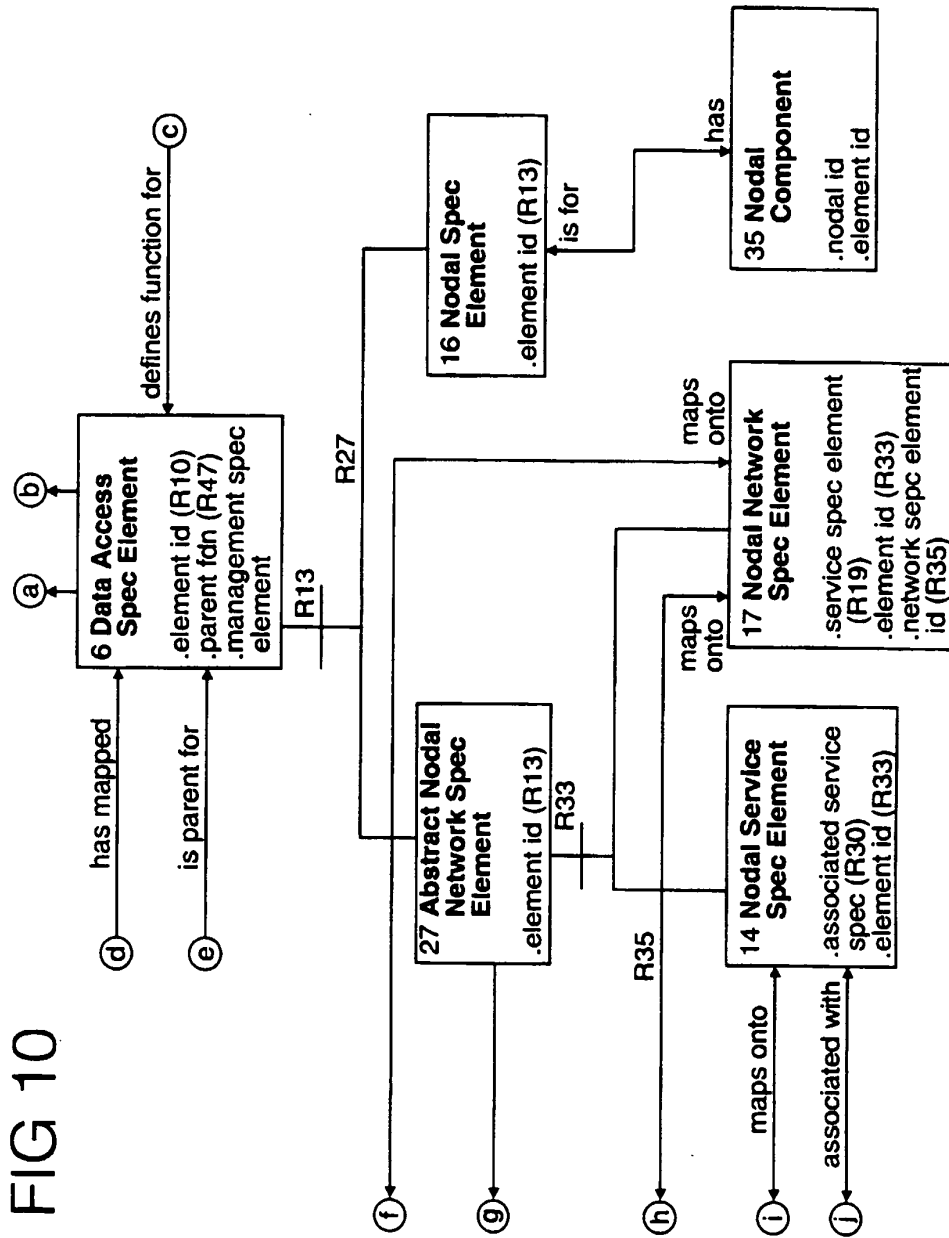 FIG 10
a
b
c
d
has mapped
e
is parent for
defines function for
6 Data Access
Spec Element
.element id (R10)
.parent fdn (R47)
.management spec
element
R13
R27
27 Abstract Nodal
Network Spec
Element
.element id (R13)
R33
16 Nodal Spec
Element
.element id (R13)
is for
has
f
maps
onto
g
h
R35
maps
onto
i
maps onto
j
associated with
14 Nodal Service
Spec Element
.associated service
spec (R30)
.element id (R33)
17 Nodal Network
Spec Element
.service spec element
(R19)
.element id (R33)
.network sepc element
id (R35)
35 Nodal
Component
.nodal id
.element id